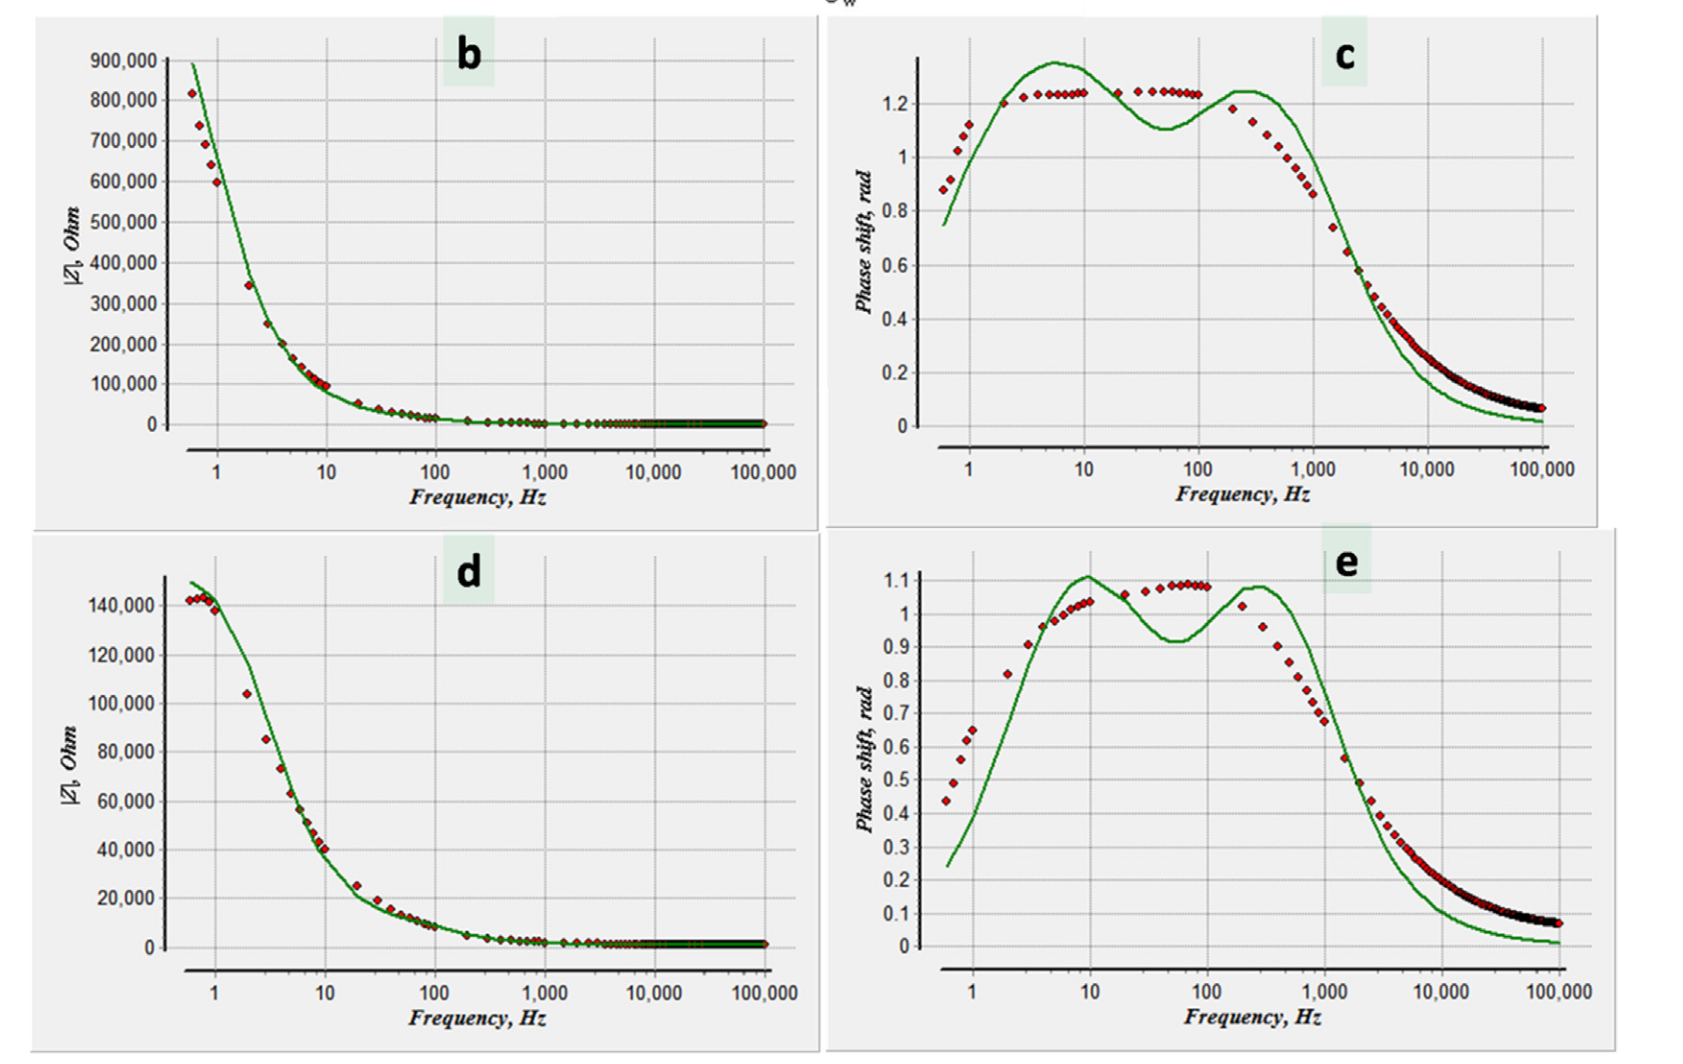 b
900,000
800,000
700,000
600,000
500,000
400,000
300,000
200,000
100,000
0
|Z|, Ohm
1 10 100 1,000 10,000 100,000
Frequency, Hz
c
1.2
1
0.8
0.6
0.4
0.2
0
Phase shift, rad
1 10 100 1,000 10,000 100,000
Frequency, Hz
d
140,000
120,000
100,000
80,000
60,000
40,000
20,000
0
|Z|, Ohm
1 10 100 1,000 10,000 100,000
Frequency, Hz
e
1.1
1
0.9
0.8
0.7
0.6
0.5
0.4
0.3
0.2
0.1
0
Phase shift, rad
1 10 100 1,000 10,000 100,000
Frequency, Hz